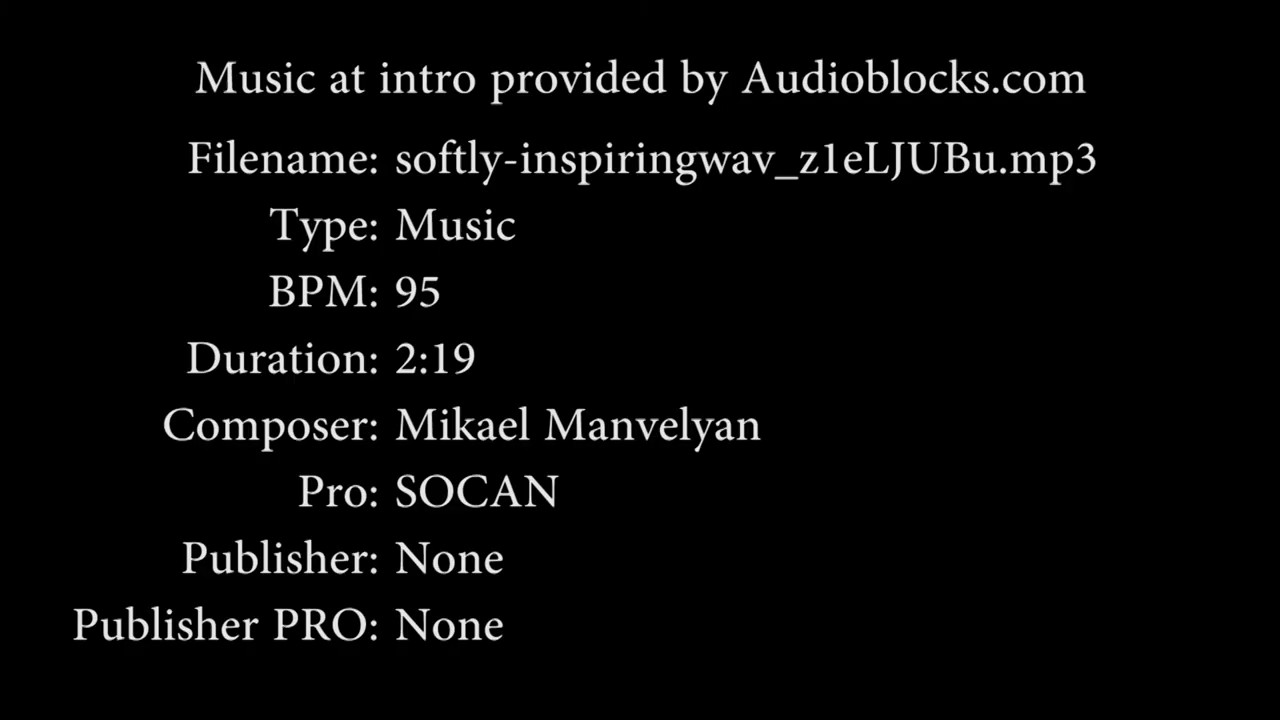 Music at intro provided by Audioblocks.com
Filename: softly-inspiringwav_z1eLJUBu.mp3
Type: Music
BPM: 95
Duration: 2:19
Composer: Mikael Manvelyan
Pro: SOCAN
Publisher: None
Publisher PRO: None